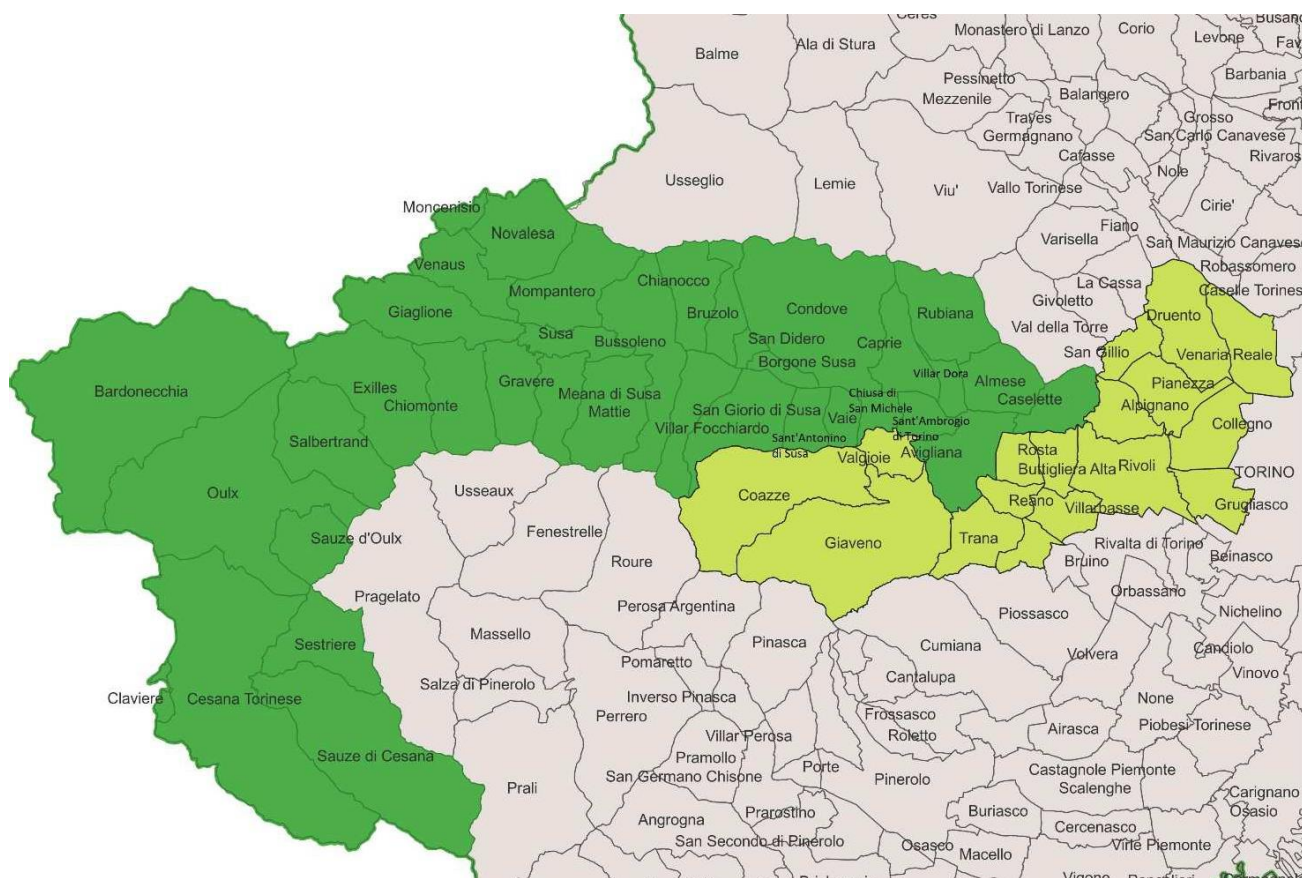 Balme
Ala di Stura
Ceres
Monastero di Lanzo
Corio
Levone
Busano
Barbania
Pessinetto
Mezzenile
Balangero
Traves
Germagnano
Grosso
San Carlo Canavese
Cafasse
Nole
Usseglio
Lemie
Viu'
Vallo Torinese
Cirie'
Moncenisio
Novalesa
Varisella
Fiano
San Maurizio Canavese
Venaus
Robassomero
La Cassa
Caselle Torinese
Givoletto
Mompantero
Chianocco
Condove
Rubiana
Giaglione
Bruzolo
Druento
Val della Torre
Susa
Bussoleno
San Didero
Caprie
San Gillio
Venaria Reale
Borgone Susa
Bardonecchia
Exilles
Chiomonte
Gravere
Meana di Susa
Mattie
Villar Dora
Almese
Caselette
Pianezza
Alpignano
San Giorio di Susa
Villar Focchiardo
Vaie
Chiusa di
San Michele
Sant'Ambrogio
di Torino
Collegno
Salbertrand
Sant'Antonino
di Susa
Valgioie
Avigliana
Rosta
Buttigliera Alta
Rivoli
TORINO
Oulx
Usseaux
Coazze
Reano
Villarbasse
Grugliasco
Sauze d'Oulx
Fenestrelle
Giaveno
Trana
Rivalta di Torino
Beinasco
Roure
Bruino
Orbassano
Pragelato
Perosa Argentina
Piossasco
Nichelino
Massello
Sestriere
Pinasca
Cumiana
Volvera
Candiolo
Pomaretto
Vinovo
Claviere
Cesana Torinese
Salza di Pinerolo
Inverso Pinasca
Cantalupa
None
Perrero
Frossasco
Roletto
Airasca
Piobesi Torinese
Villar Perosa
Sauze di Cesana
Pramollo
San Germano Chisone
Porte
Pinerolo
Castagnole Piemonte
Scalenghe
Prali
Carignano
Osasio
Prarostino
Buriasco
Angrogna
Cercenasco
San Secondo di Pinerolo
Osasco
Macello
Virle Piemonte
Vigone